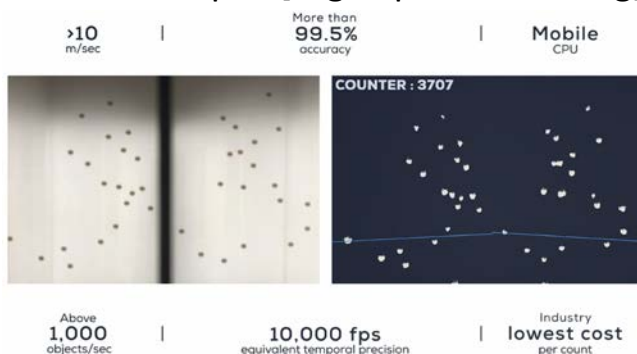 More than
>10 | 99.5% | Mobile
m/sec accuracy CPU
COUNTER : 3707
Above Industry
1,000 | 10,000 fps | lowest cost
objects/sec equivalent temporal precision per count